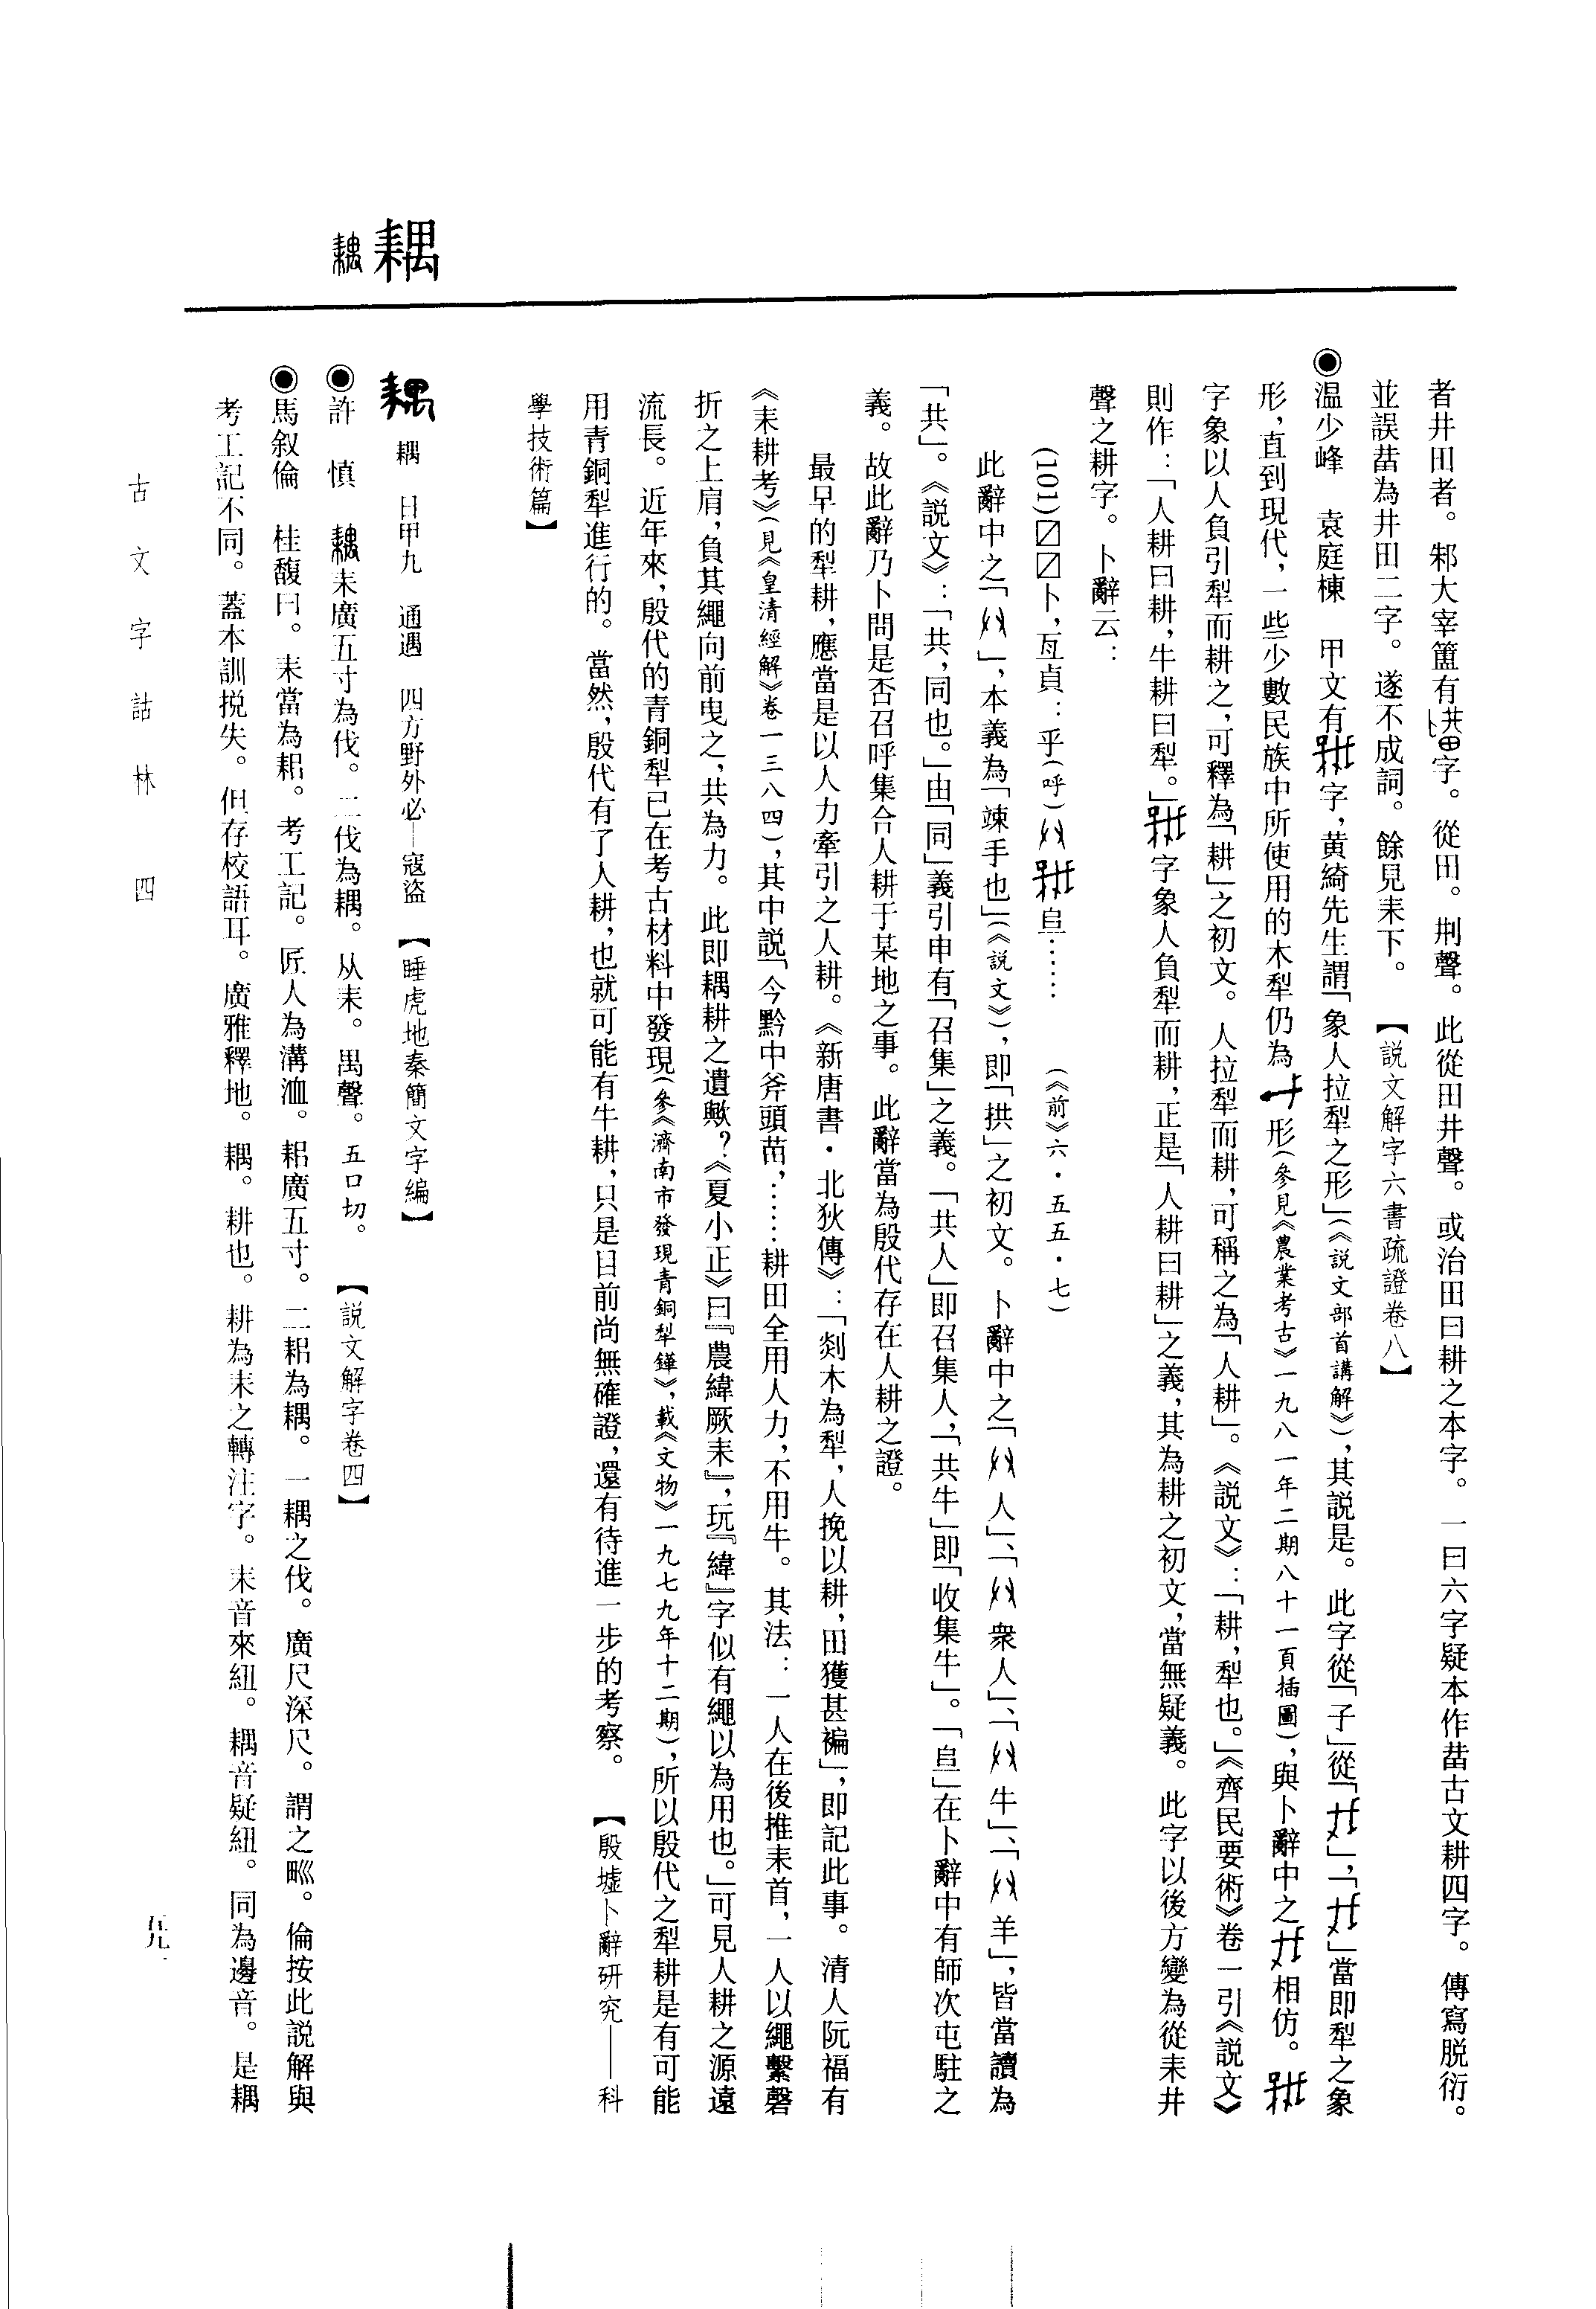 者井田者。邾大宰簠有字。從田。荆聲。此從田井聲。或治田曰耕之本字。一曰六字疑本作畊古文耕四字。傳寫脱衍。
並誤畊為井田二字。遂不成詞。餘見耒下。【説文解字六書疏證卷八】
◉温少峰 袁庭棟 甲文有字，黄綺先生謂「象人拉犁之形」（《説文部首講解》），其説是。此字從「子」從「」，「」當即犁之象
形，直到現代，一些少數民族中所使用的木犁仍為形（參見《農業考古》一九八一年二期八十一頁插圖），與卜辭中之相仿。
字象以人負引犁而耕之，可釋為「耕」之初文。人拉犁而耕，可稱之為「人耕」。《説文》：「耕，犁也。」《齊民要術》卷一引《説文》
則作：「人耕曰耕，牛耕曰犁。」字象人負犁而耕，正是「人耕曰耕」之義，其為耕之初文，當無疑義。此字以後方變為從耒井
聲之耕字。卜辭云：
(101)☐☐卜，亙貞：乎（呼）𠂤……（《前》六·五五·七）
此辭中之「」，本義為「竦手也」（《説文》），即「拱」之初文。卜辭中之「人」、「衆人」、「牛」、「羊」，皆當讀為
「共」。《説文》：「共，同也。」由「同」義引申有「召集」之義。「共人」即召集人，「共牛」即「收集牛」。「𠂤」在卜辭中有師次屯駐之
義。故此辭乃卜問是否召呼集合人耕于某地之事。此辭當為殷代存在人耕之證。
最早的犁耕，應當是以人力牽引之人耕。《新唐書·北狄傳》：「剡木為犁，人挽以耕，田獲甚褊」，即記此事。清人阮福有
《耒耕考》（見《皇清經解》卷一三八四），其中説「今黔中斧頭苗，……耕田全用人力，不用牛。其法：一人在後推耒首，一人以繩繫磬
折之上肩，負其繩向前曳之，共為力。此即耦耕之遺歟？《夏小正》曰『農緯厥耒』，玩『緯』字似有繩以為用也。」可見人耕之源遠
流長。近年來，殷代的青銅犁已在考古材料中發現（參《濟南市發現青銅犁鏵》，載《文物》一九七九年十二期），所以殷代之犁耕是有可能
用青銅犁進行的。當然，殷代有了人耕，也就可能有牛耕，只是目前尚無確證，還有待進一步的考察。【殷墟卜辭研究——科
學技術篇】
耦
耦
耦 耦 日甲九 通遇 四方野外必—寇盜 【睡虎地秦簡文字編】
◉許 慎 耦耒廣五寸為伐。二伐為耦。从耒。禺聲。五口切。【説文解字卷四】
◉馬叙倫 桂馥曰。耒當為耜。考工記。匠人為溝洫。耜廣五寸。二耜為耦。一耦之伐。廣尺深尺。謂之𤰕。倫按此説解與
考工記不同。蓋本訓挩失。但存校語耳。廣雅釋地。耦。耕也。耕為耒之轉注字。耒音來紐。耦音疑紐。同為邊音。是耦
古文字詁林 四